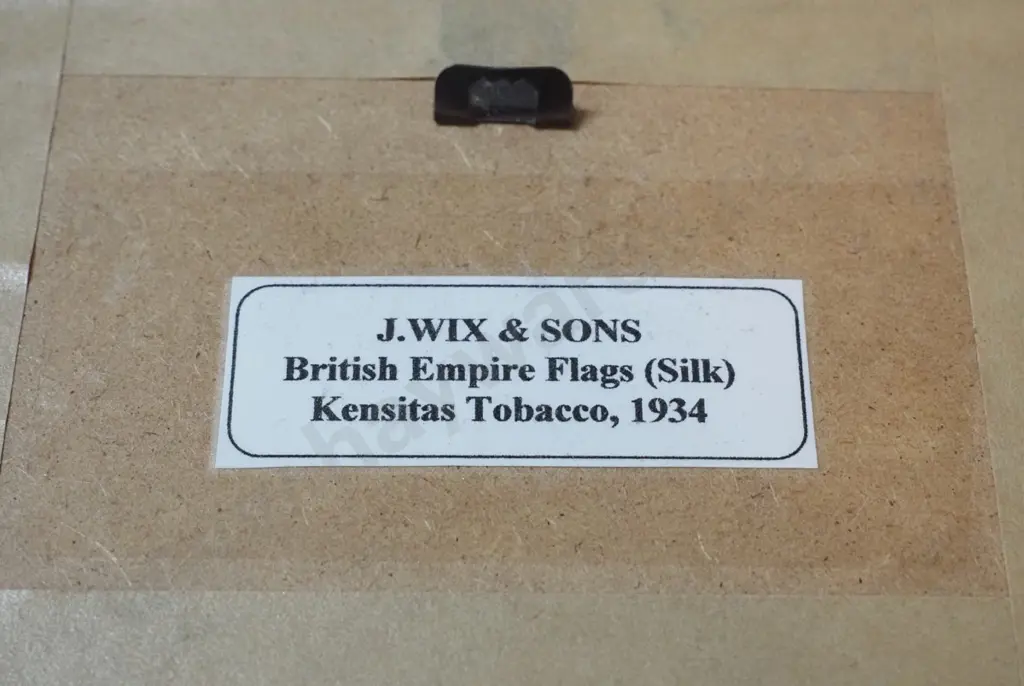 J.WIX & SONS
British Empire Flags (Silk)
Kensitas Tobacco, 1934